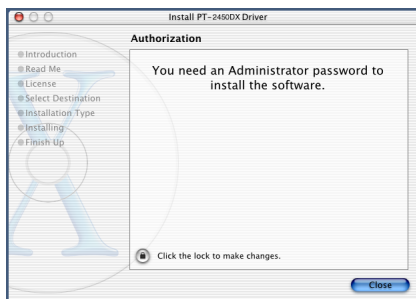 Install PT-2450DX Driver
Authorization
Introduction
Read Me
License
Select Destination
Installation Type
Installing
Finish Up
You need an Administrator password to
install the software.
Click the lock to make changes.
Close